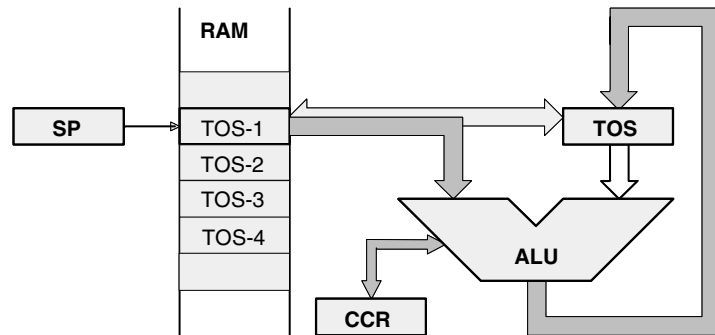 RAM
SP
TOS-1
TOS
TOS-2
TOS-3
TOS-4
ALU
CCR